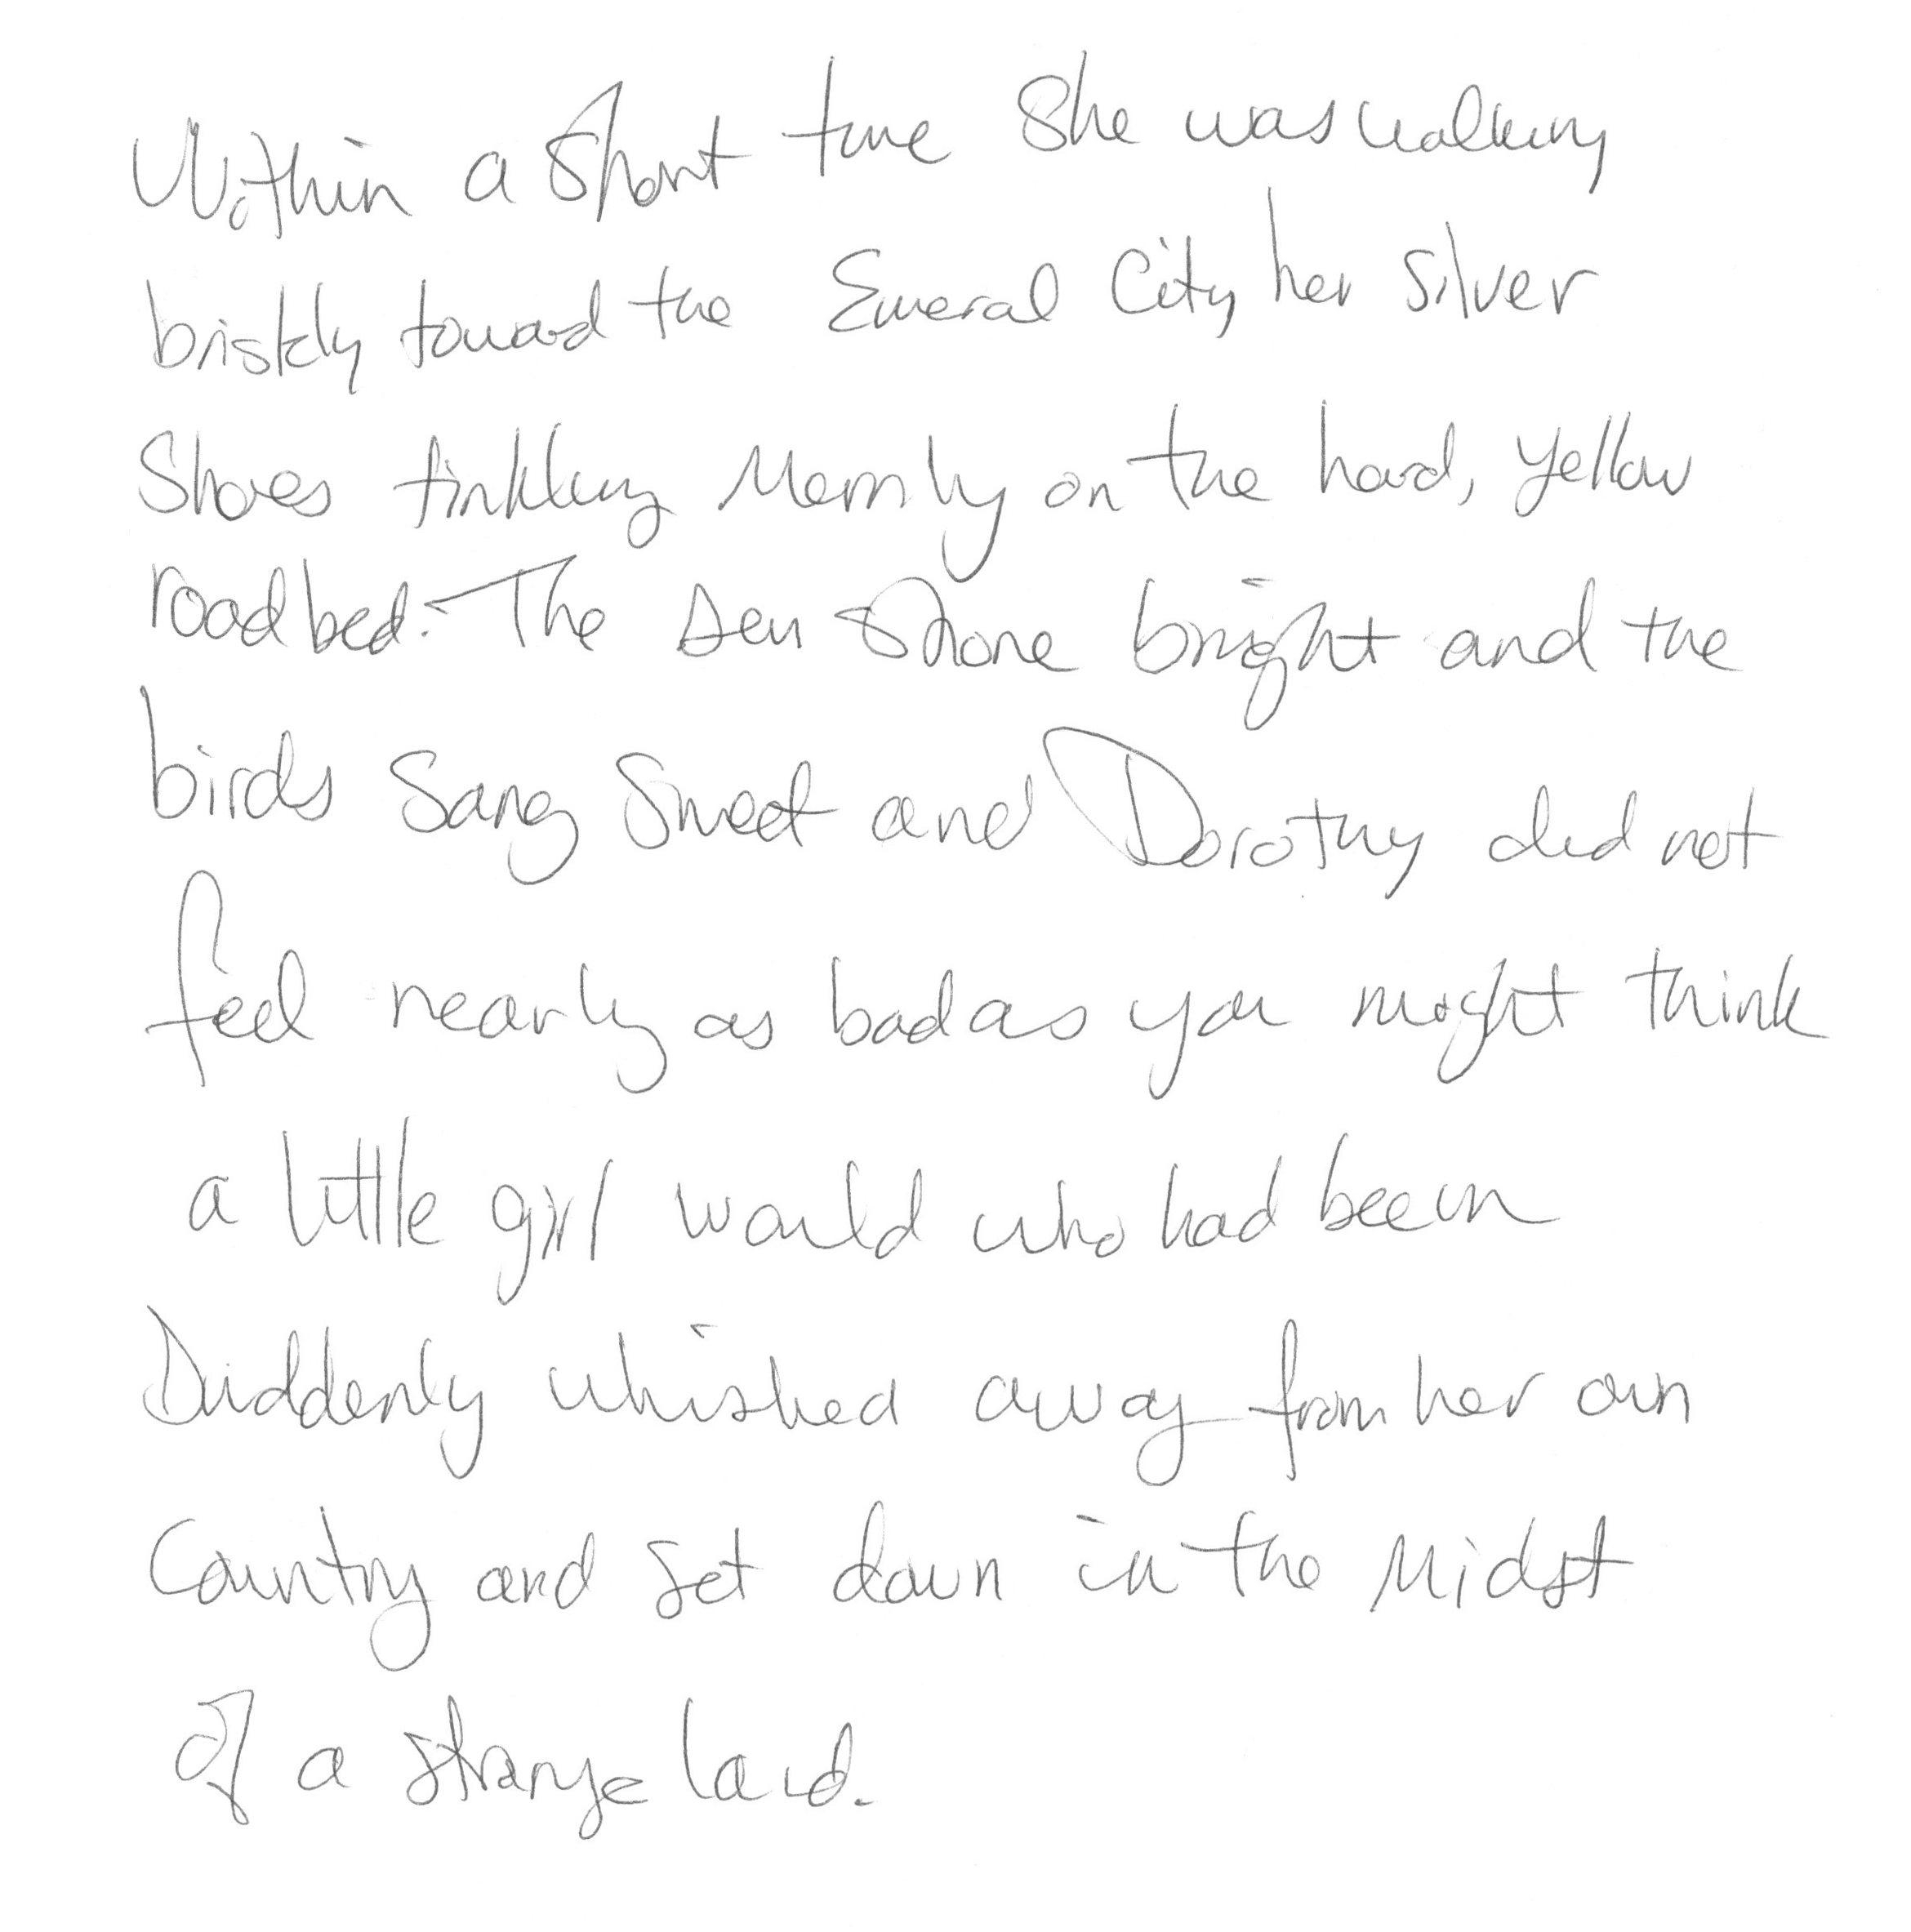 Within a short time she was walking
briskly toward the Emeral City, her silver
Shoes tinkling Merrily on the hard, yellow
roadbed. The sun shone bright and the
birds sang sweet and Dorothy did not
feel nearly as bad as you might think
a little girl would who had been
Suddenly whished away from her own
Country and set down in the Midst
of a strange land.